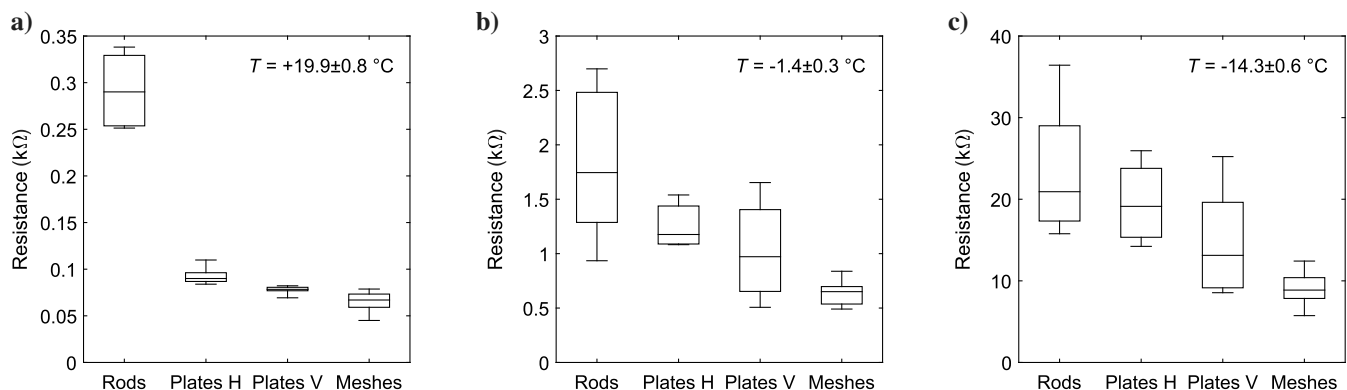 a)
T = +19.9±0.8 °C
Resistance (kΩ)
0.35
0.3
0.25
0.2
0.15
0.1
0.05
0
Rods Plates H Plates V Meshes
b)
T = -1.4±0.3 °C
Resistance (kΩ)
3
2.5
2
1.5
1
0.5
0
Rods Plates H Plates V Meshes
c)
T = -14.3±0.6 °C
Resistance (kΩ)
40
30
20
10
0
Rods Plates H Plates V Meshes